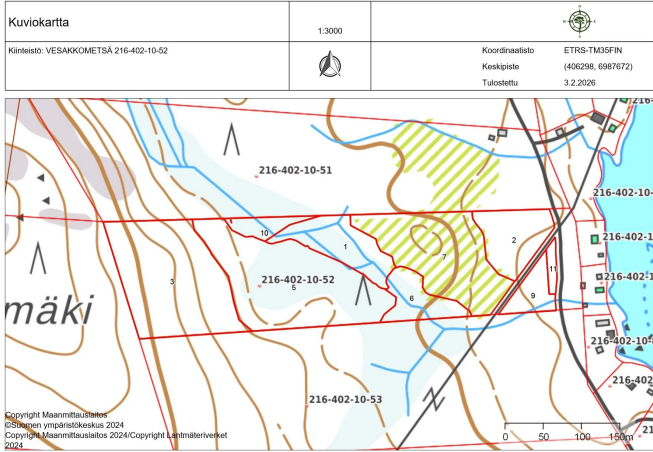 Kuviokartta
1:3000
Kiinteistö: VESAKKOMETSÄ 216-402-10-52
Koordinaatisto ETRS-TM35FIN
Keskipiste (406298, 6987672)
Tulostettu 3.2.2026
216-
216-402-10-51
216-402-10-
10
1
2
7
216-402-1
3
11
216-402-10-52
5
216-402-1
6
9
mäki
216-402-10-
216-402
216-402-10-53
Copyright Maanmittauslaitos
©Suomen ympäristökeskus 2024
Copyright Maanmittauslaitos 2024/Copyright Lantmäteriverket
2024
0 50 100 150m
21